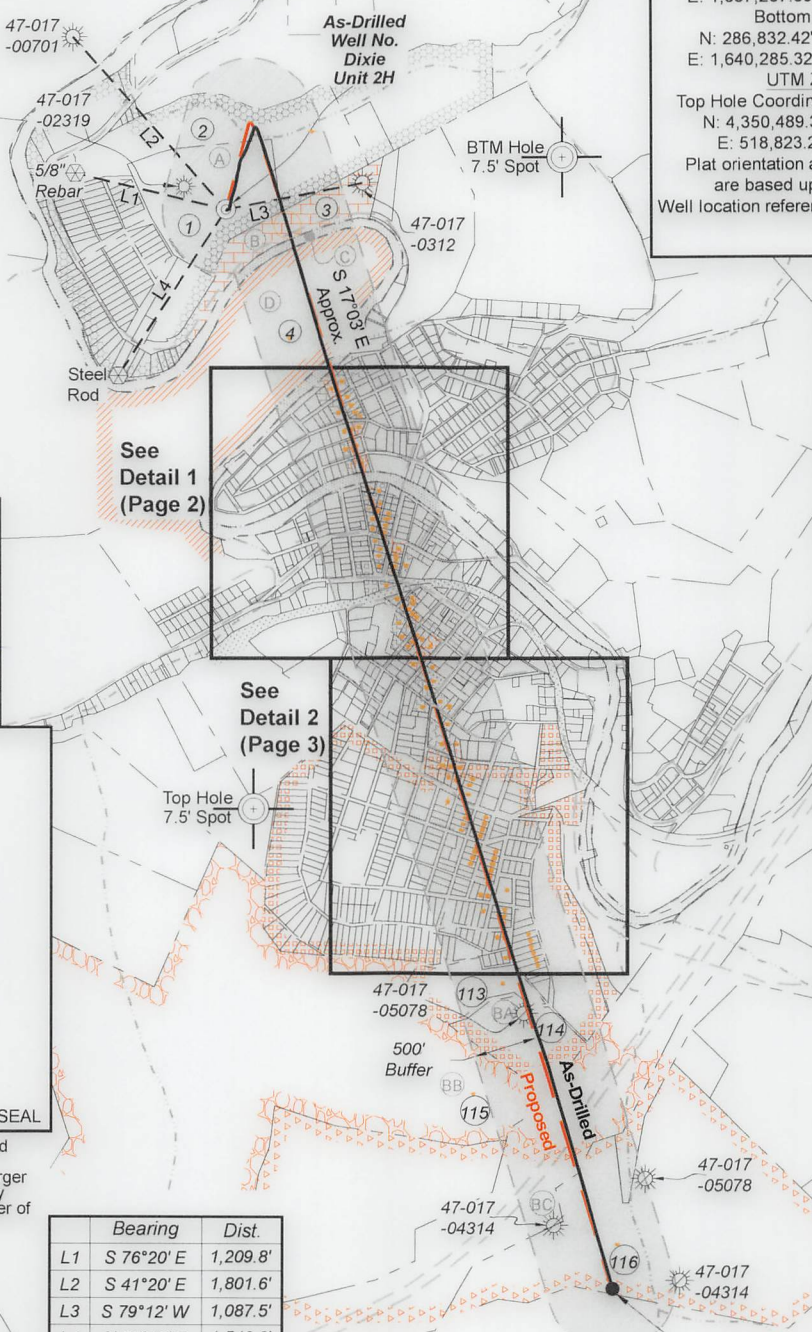 47-017
-00701
As-Drilled
Well No.
Dixie
Unit 2H
Bottom
N: 286,832.42'
E: 1,640,285.32
UTM
Top Hole Coordin
N: 4,350,489.3
E: 518,823.2
Plat orientation a
are based up
Well location referer
47-017
-02319
L2
2
A
BTM Hole
7.5' Spot
5/8"
Rebar
L1
L3
3
47-017
-0312
1
B
C
L4
D
4
S 17°03' E
Approx.
Steel
Rod
See
Detail 1
(Page 2)
See
Detail 2
(Page 3)
Top Hole
7.5' Spot
47-017
-05078
113
BA
114
500'
Buffer
BB
115
Proposed
As-Drilled
SEAL
d
rger
y
er of
47-017
-05078
47-017
-04314
BC
116
47-017
-04314
Bearing Dist.
L1 S 76°20' E 1,209.8'
L2 S 41°20' E 1,801.6'
L3 S 79°12' W 1,087.5'